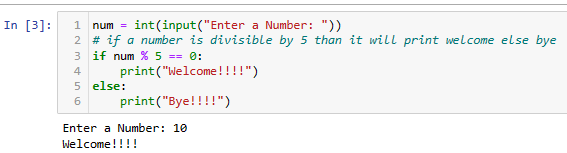 In [3]: 1 num = int(input("Enter a Number: "))
2 # if a number is divisible by 5 than it will print welcome else bye
3 if num % 5 == 0:
4     print("Welcome!!!!")
5 else:
6     print("Bye!!!!")
Enter a Number: 10
Welcome!!!!